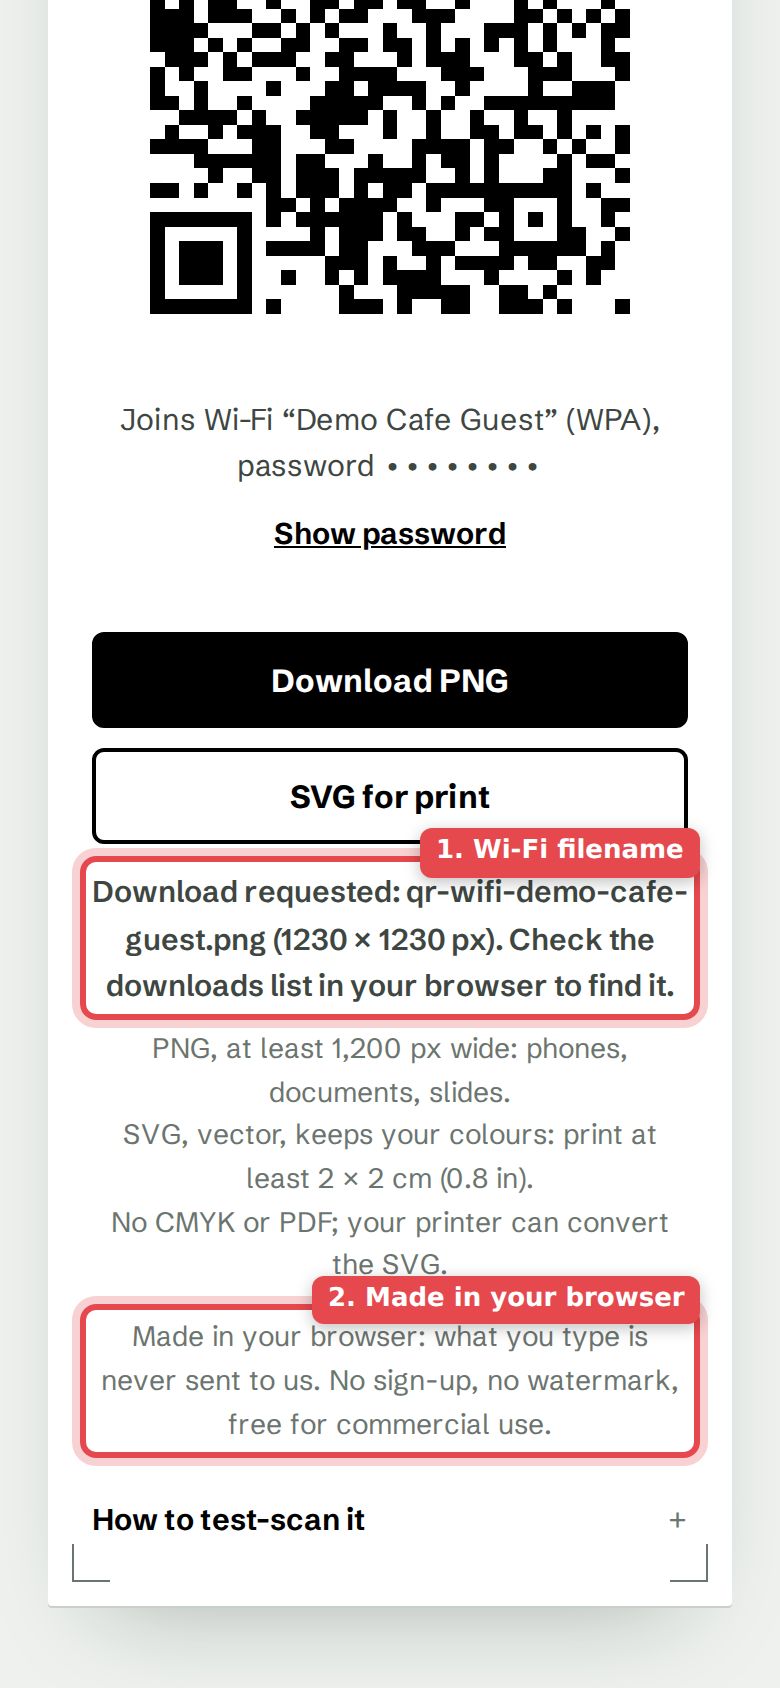 Joins Wi-Fi “Demo Cafe Guest” (WPA),
password ••••••••
Show password
Download PNG
SVG for print
1. Wi-Fi filename
Download requested: qr-wifi-demo-cafe-
guest.png (1230 × 1230 px). Check the
downloads list in your browser to find it.
PNG, at least 1,200 px wide: phones,
documents, slides.
SVG, vector, keeps your colours: print at
least 2 × 2 cm (0.8 in).
No CMYK or PDF; your printer can convert
the SVG.
2. Made in your browser
Made in your browser: what you type is
never sent to us. No sign-up, no watermark,
free for commercial use.
How to test-scan it +